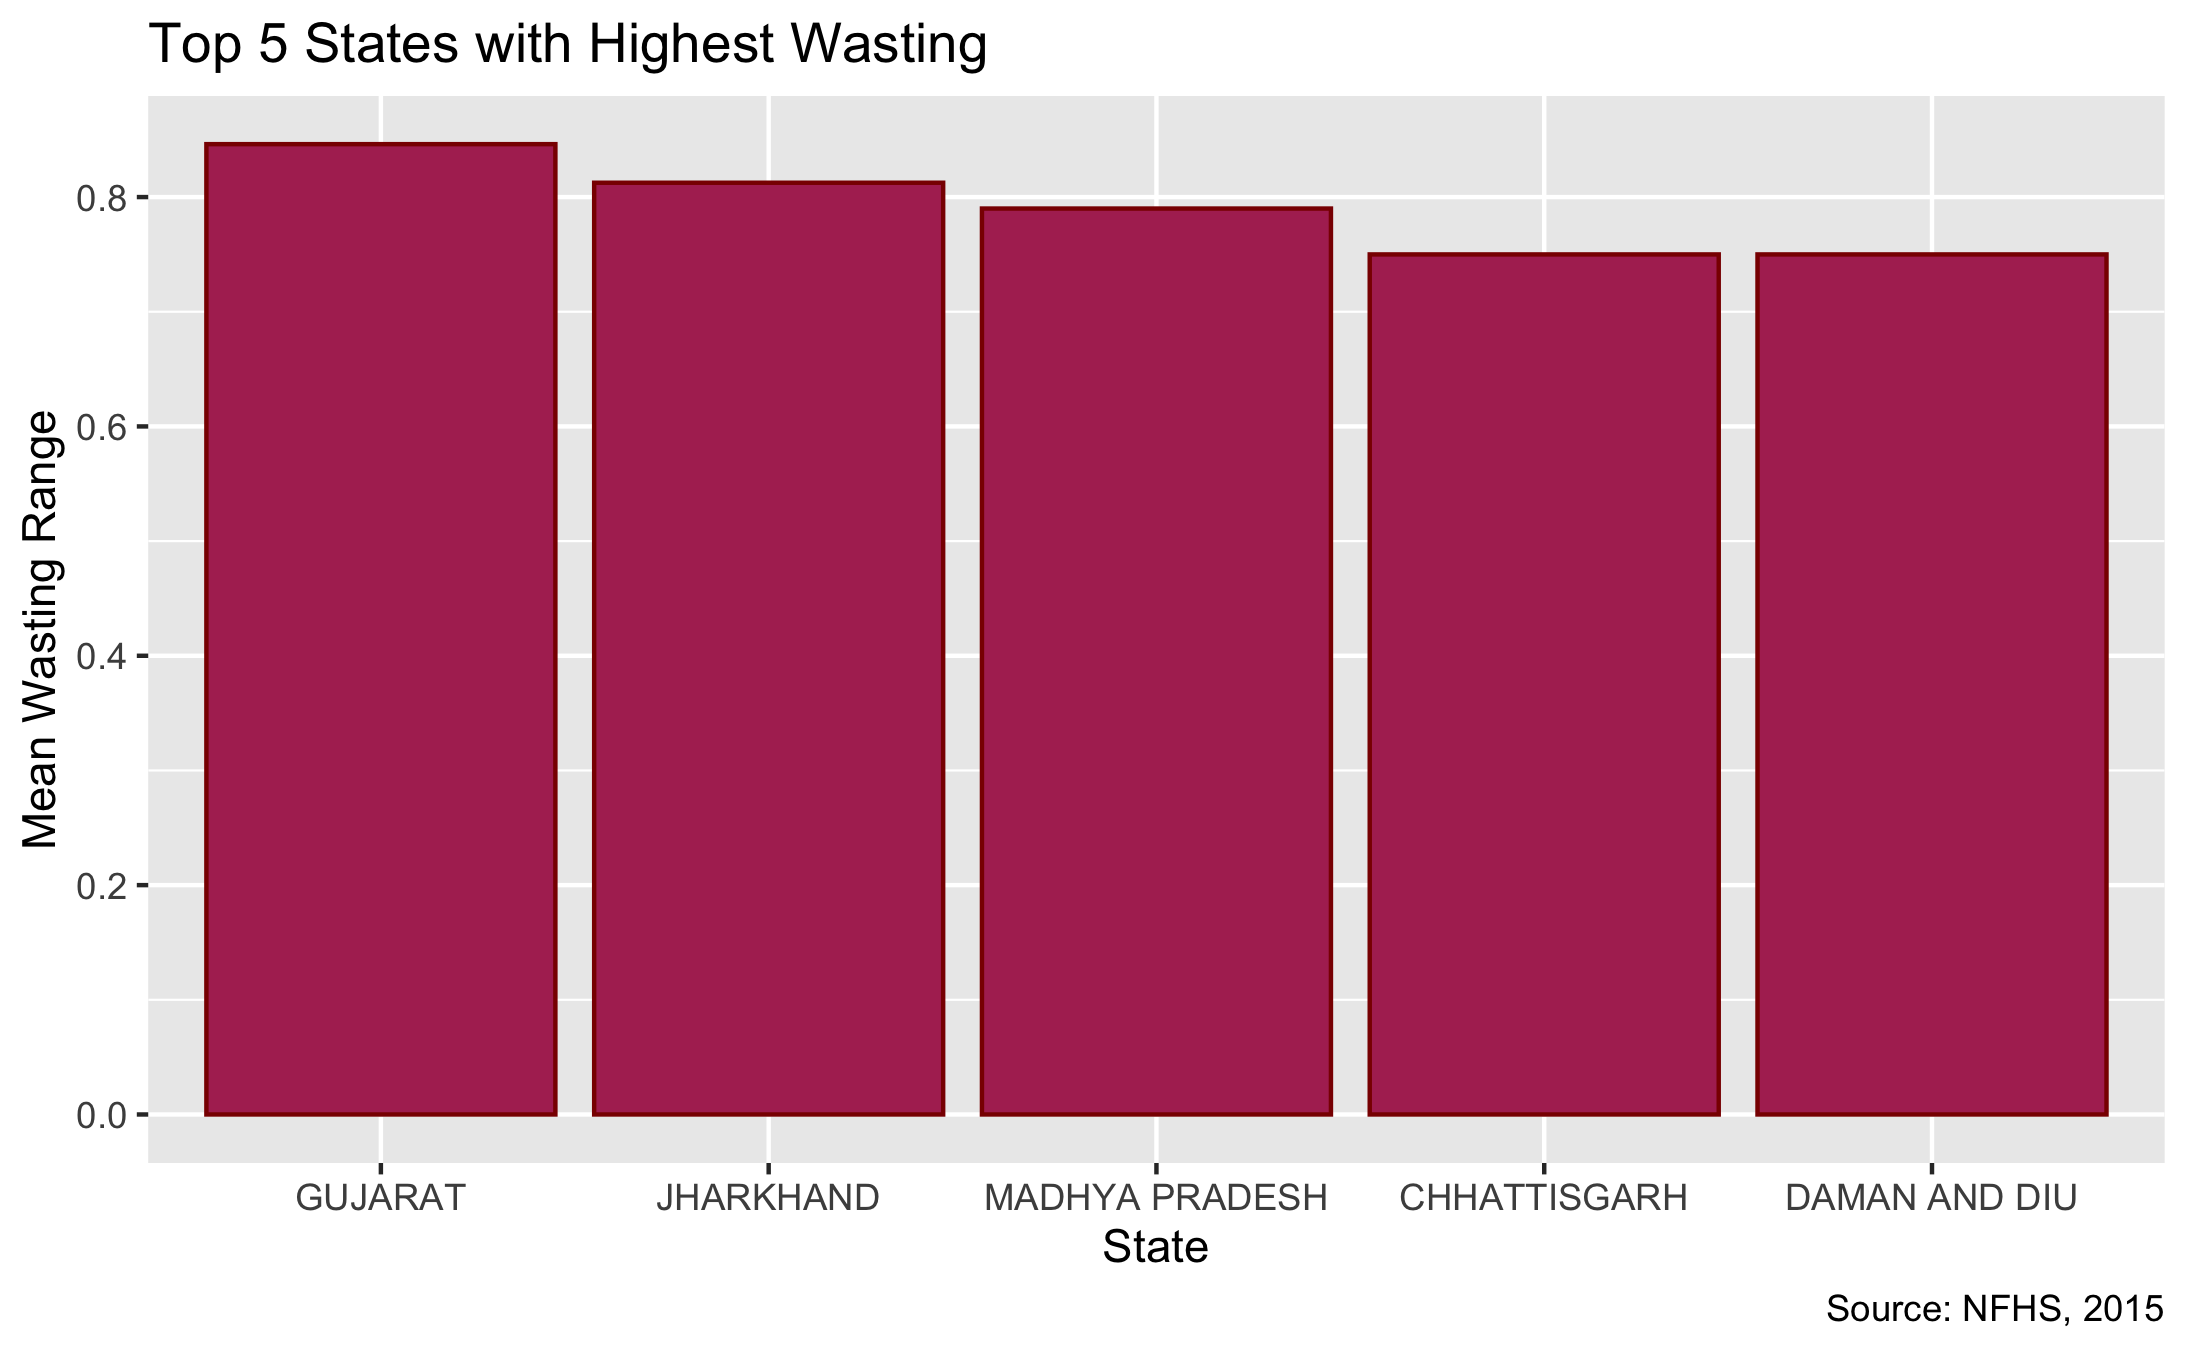 Top 5 States with Highest Wasting
Mean Wasting Range
0.8
0.6
0.4
0.2
0.0
GUJARAT
JHARKHAND
MADHYA PRADESH
CHHATTISGARH
DAMAN AND DIU
State
Source: NFHS, 2015